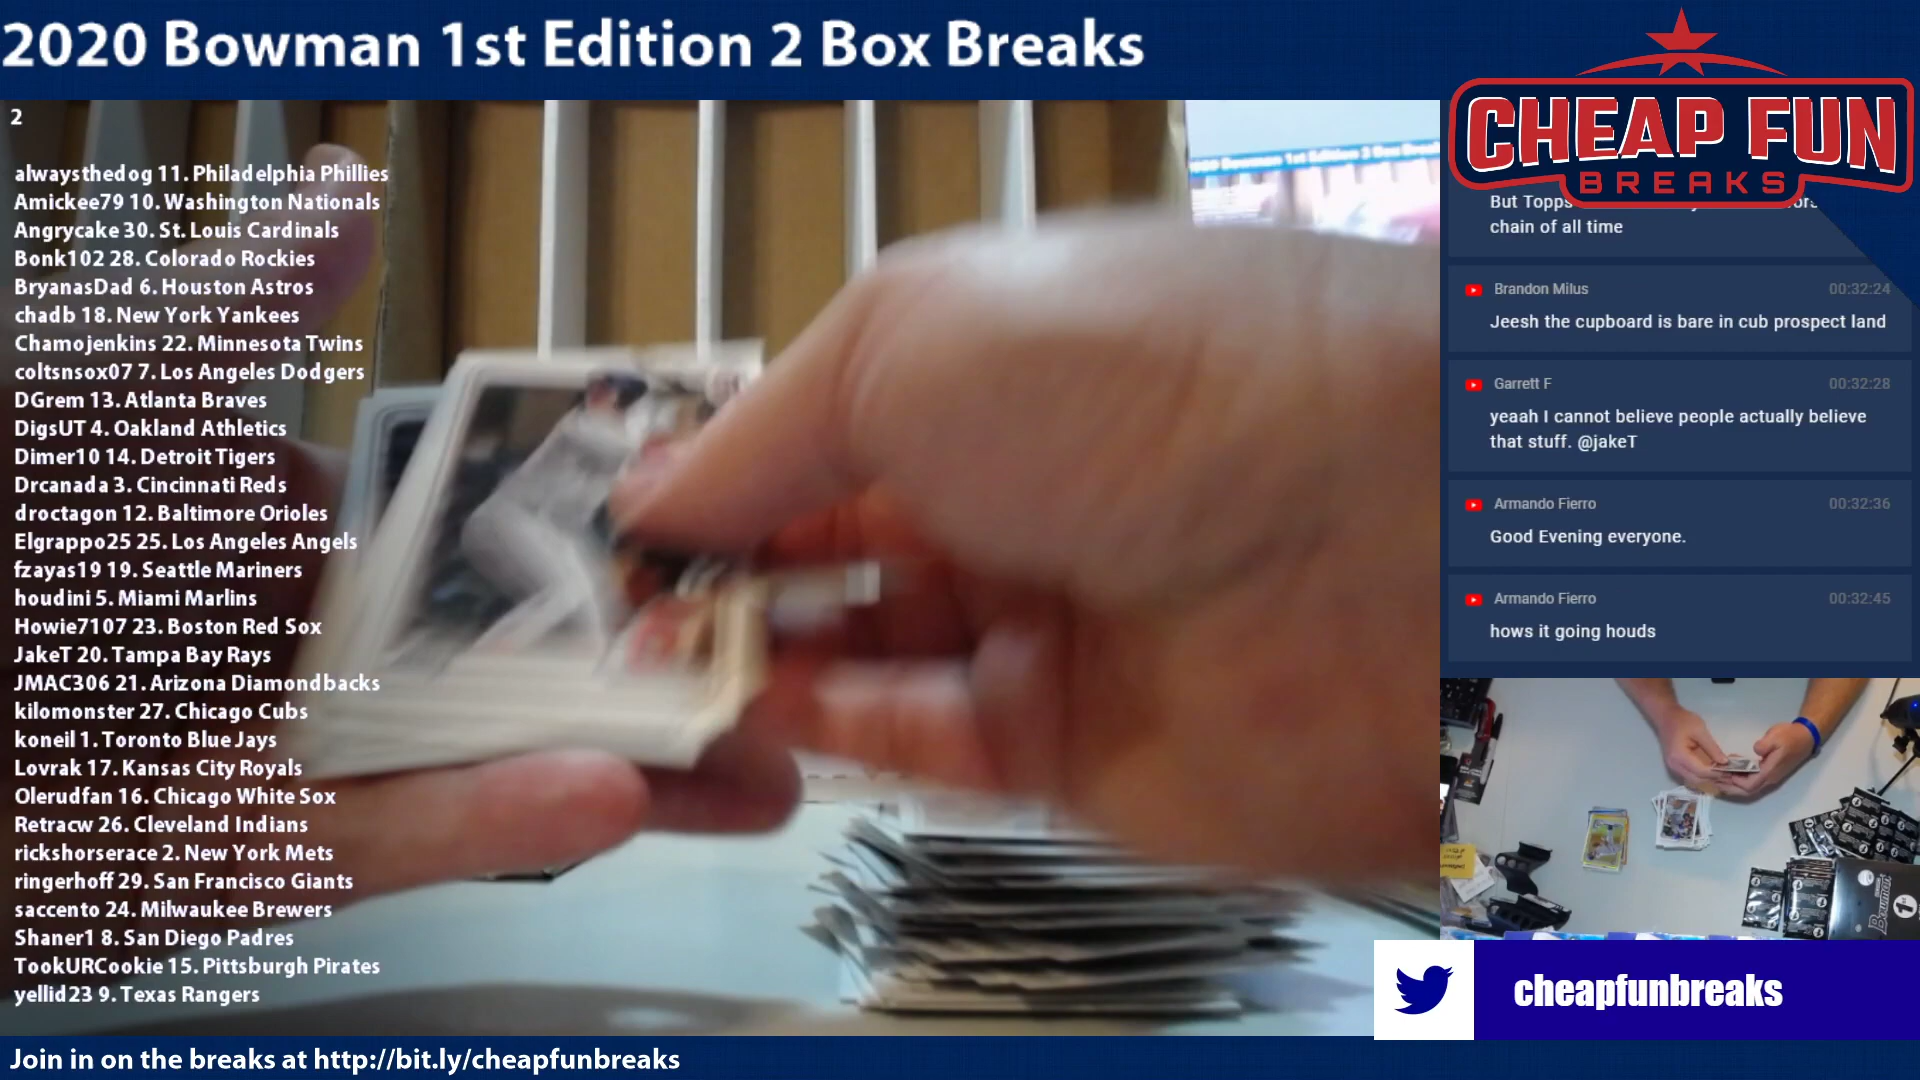 2020 Bowman 1st Edition 2 Box Breaks
2
alwaysthedog 11. Philadelphia Phillies
Amickee79 10. Washington Nationals
Angrycake 30. St. Louis Cardinals
Bonk102 28. Colorado Rockies
BryanasDad 6. Houston Astros
chadb 18. New York Yankees
Chamojenkins 22. Minnesota Twins
coltsnsox07 7. Los Angeles Dodgers
DGrem 13. Atlanta Braves
DigsUT 4. Oakland Athletics
Dimer10 14. Detroit Tigers
Drcanada 3. Cincinnati Reds
droctagon 12. Baltimore Orioles
Elgrappo25 25. Los Angeles Angels
fzayas19 19. Seattle Mariners
houdini 5. Miami Marlins
Howie7107 23. Boston Red Sox
JakeT 20. Tampa Bay Rays
JMAC306 21. Arizona Diamondbacks
kilomonster 27. Chicago Cubs
koneil 1. Toronto Blue Jays
Lovrak 17. Kansas City Royals
Olerudfan 16. Chicago White Sox
Retracw 26. Cleveland Indians
rickshorserace 2. New York Mets
ringerhoff 29. San Francisco Giants
saccento 24. Milwaukee Brewers
Shaner1 8. San Diego Padres
TookURCookie 15. Pittsburgh Pirates
yellid23 9. Texas Rangers
2020 Bowman 1st Edition 2 Box
CHEAP FUN
BREAKS
But Topps
chain of all time
Brandon Milus 00:32:24
Jeesh the cupboard is bare in cub prospect land
Garrett F 00:32:28
yeaah I cannot believe people actually believe
that stuff. @jakeT
Armando Fierro 00:32:36
Good Evening everyone.
Armando Fierro 00:32:45
hows it going houds
Bowman
1st
cheapfunbreaks
Join in on the breaks at http://bit.ly/cheapfunbreaks